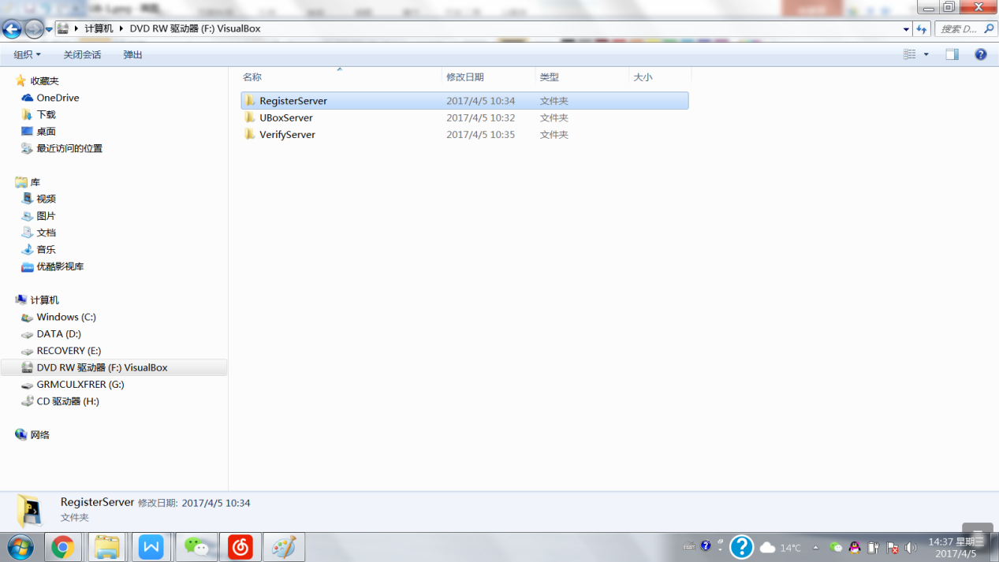 计算机 DVD RW 驱动器 (F:) VisualBox
搜索 D...
组织 关闭会话 弹出
名称 修改日期 类型 大小
RegisterServer 2017/4/5 10:34 文件夹
UBoxServer 2017/4/5 10:32 文件夹
VerifyServer 2017/4/5 10:35 文件夹
收藏夹
OneDrive
下载
桌面
最近访问的位置
库
视频
图片
文档
音乐
优酷影视库
计算机
Windows (C:)
DATA (D:)
RECOVERY (E:)
DVD RW 驱动器 (F:) VisualBox
GRMCULXFRER (G:)
CD 驱动器 (H:)
网络
RegisterServer 修改日期: 2017/4/5 10:34
文件夹
14°C
14:37 星期三
2017/4/5